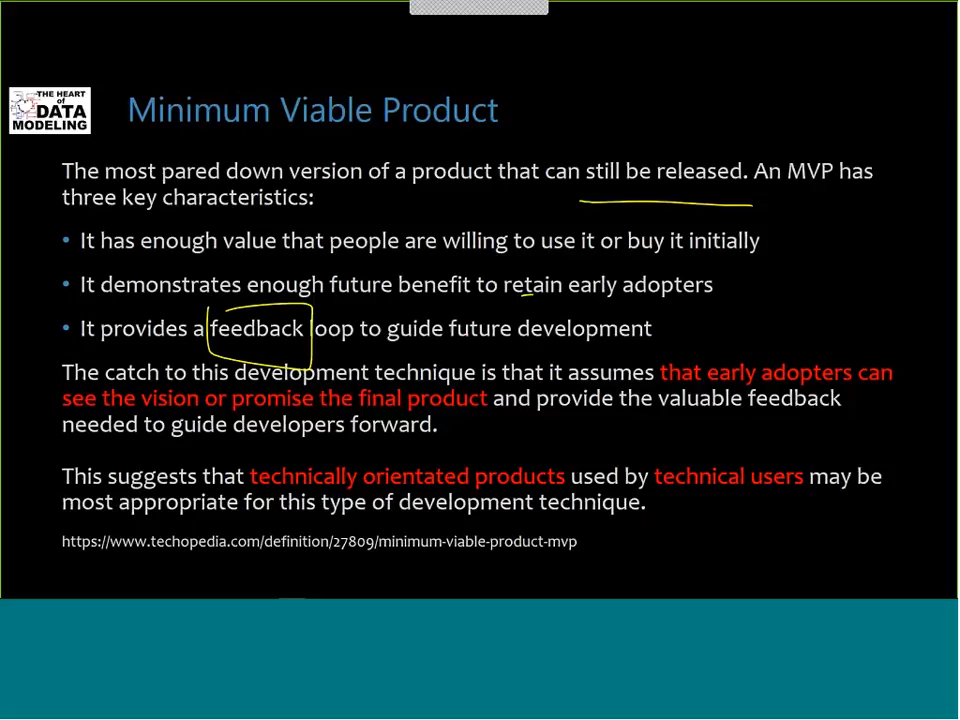 THE HEART
of
DATA
MODELING
Minimum Viable Product
The most pared down version of a product that can still be released. An MVP has
three key characteristics:
• It has enough value that people are willing to use it or buy it initially
• It demonstrates enough future benefit to retain early adopters
• It provides a feedback loop to guide future development
The catch to this development technique is that it assumes that early adopters can
see the vision or promise the final product and provide the valuable feedback
needed to guide developers forward.
This suggests that technically orientated products used by technical users may be
most appropriate for this type of development technique.
https://www.techopedia.com/definition/27809/minimum-viable-product-mvp